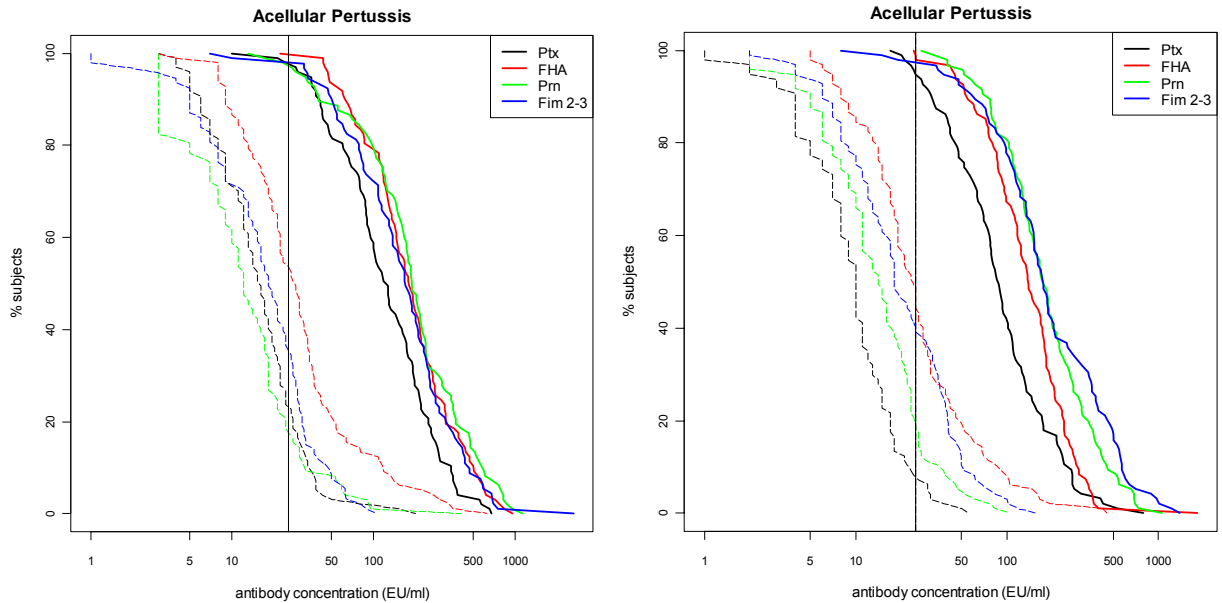 Acellular Pertussis
% subjects
100
80
60
40
20
0
Ptx
FHA
Prn
Fim 2-3
1 5 10 50 100 500 1000
antibody concentration (EU/ml)
Acellular Pertussis
% subjects
100
80
60
40
20
0
Ptx
FHA
Prn
Fim 2-3
1 5 10 50 100 500 1000
antibody concentration (EU/ml)